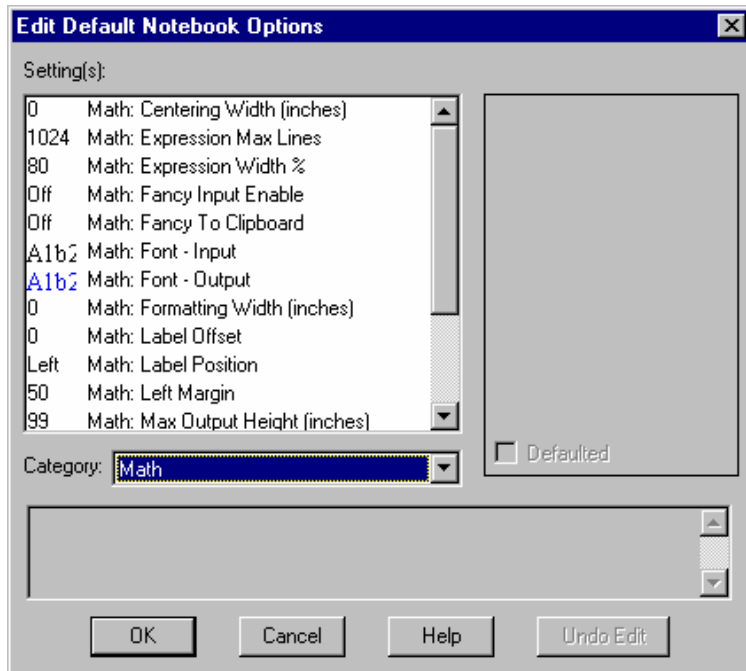 Edit Default Notebook Options
Setting(s):
0 Math: Centering Width (inches)
1024 Math: Expression Max Lines
80 Math: Expression Width %
Off Math: Fancy Input Enable
Off Math: Fancy To Clipboard
A1b2 Math: Font - Input
A1b2 Math: Font - Output
0 Math: Formatting Width (inches)
0 Math: Label Offset
Left Math: Label Position
50 Math: Left Margin
99 Math: Max Output Height (inches)
Defaulted
Category: Math
OK Cancel Help Undo Edit